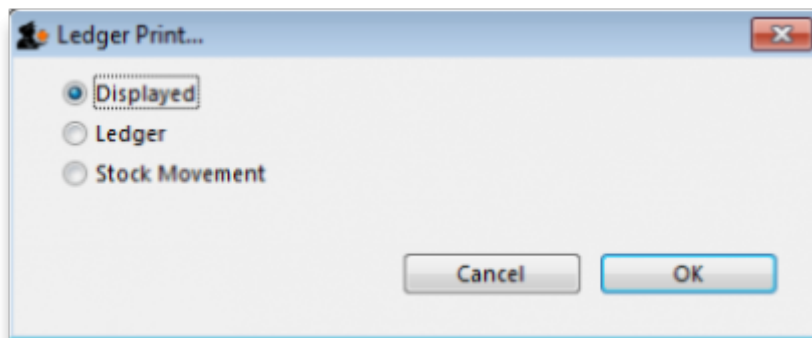 Ledger Print...
Displayed
Ledger
Stock Movement
Cancel OK